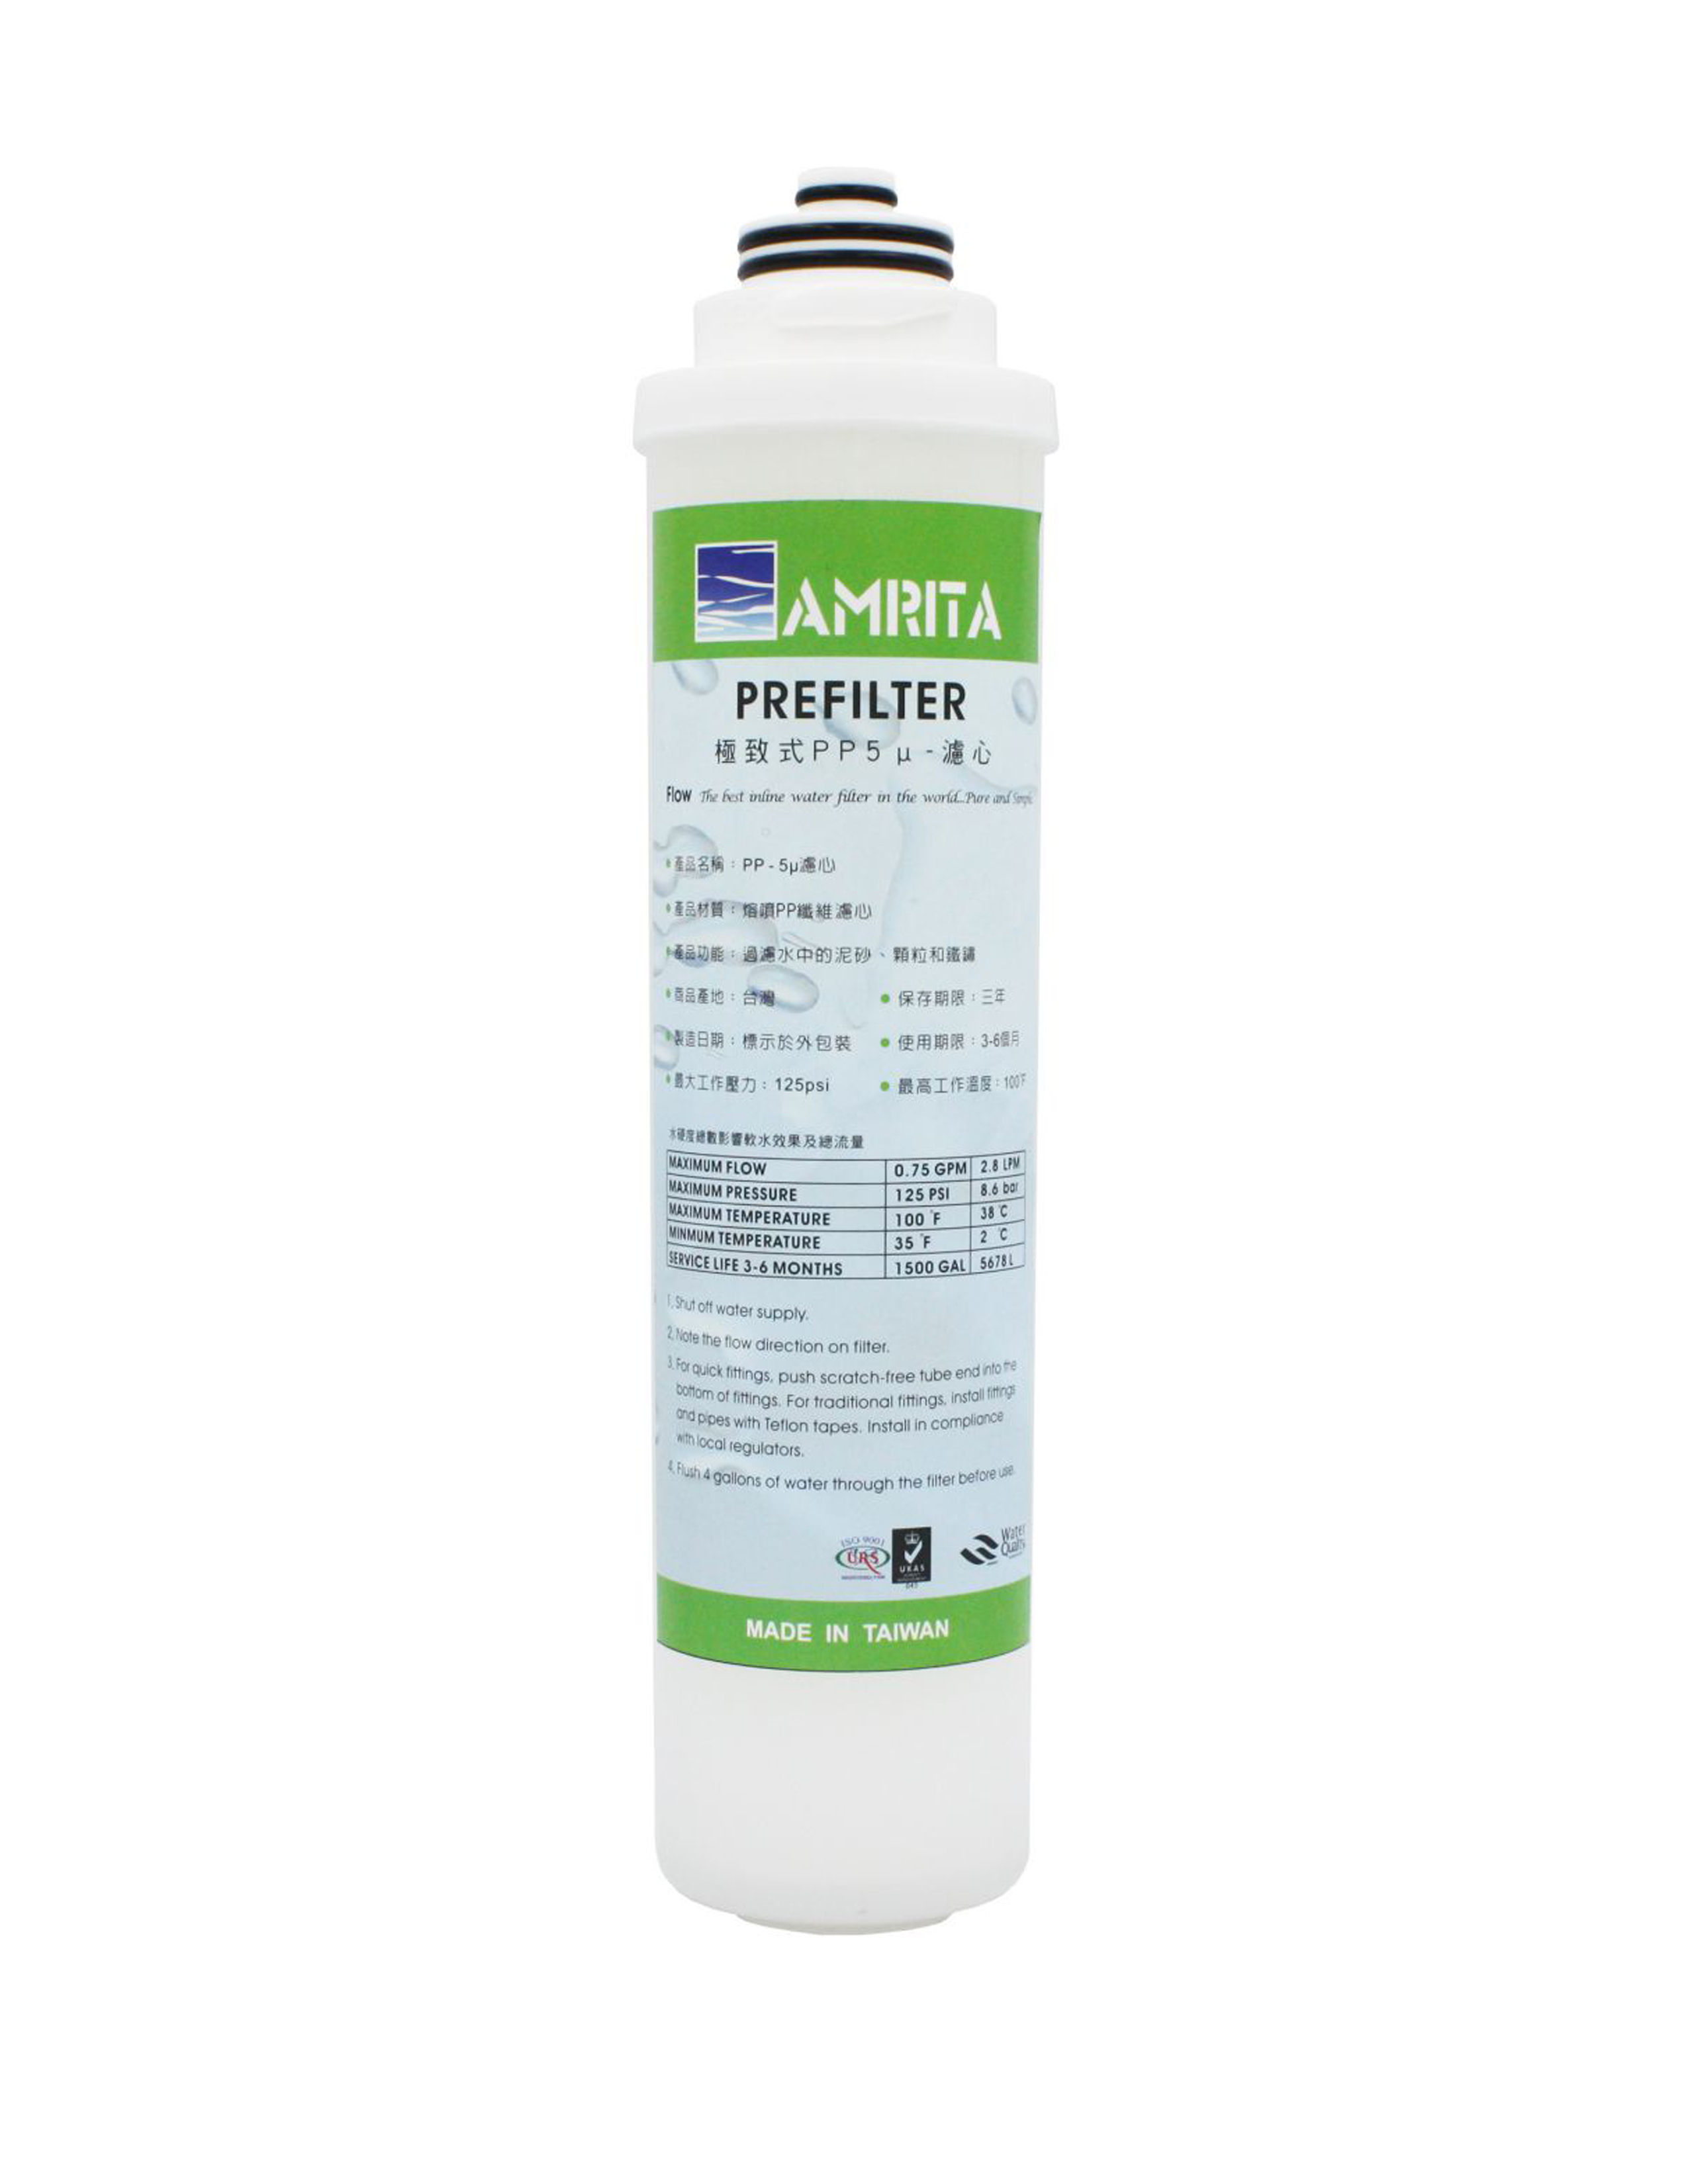 AMRITA
PREFILTER
極致式PP5μ-濾心
Flow The best inline water filter in the world...Pure and
產品名稱：PP-5μ濾心
產品材質：熔噴PP纖維濾心
產品功能：過濾水中的泥砂、顆粒和鐵鏽
商品產地：台灣 保存期限：三年
製造日期：標示於外包裝 使用期限：3-6個月
最大工作壓力：125psi 最高工作溫度：100°F
水硬度總數影響軟水效果及總流量
MAXIMUM FLOW 0.75 GPM 2.8 LPM
MAXIMUM PRESSURE 125 PSI 8.6 bar
MAXIMUM TEMPERATURE 100 °F 38 °C
MINMUM TEMPERATURE 35 °F 2 °C
SERVICE LIFE 3-6 MONTHS 1500 GAL 5678 L
1. Shut off water supply.
2. Note the flow direction on filter.
3. For quick fittings, push scratch-free tube end into the
bottom of fittings. For traditional fittings, install fittings
and pipes with Teflon tapes. Install in compliance
with local regulators.
4. Flush 4 gallons of water through the filter before use.
ISO 9001
URS
UKAS
Water
Quality
MADE IN TAIWAN